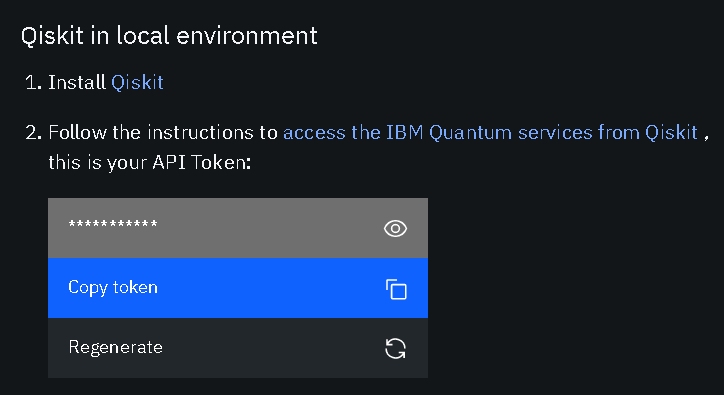 Qiskit in local environment
1. Install Qiskit
2. Follow the instructions to access the IBM Quantum services from Qiskit ,
this is your API Token:
***********
Copy token
Regenerate